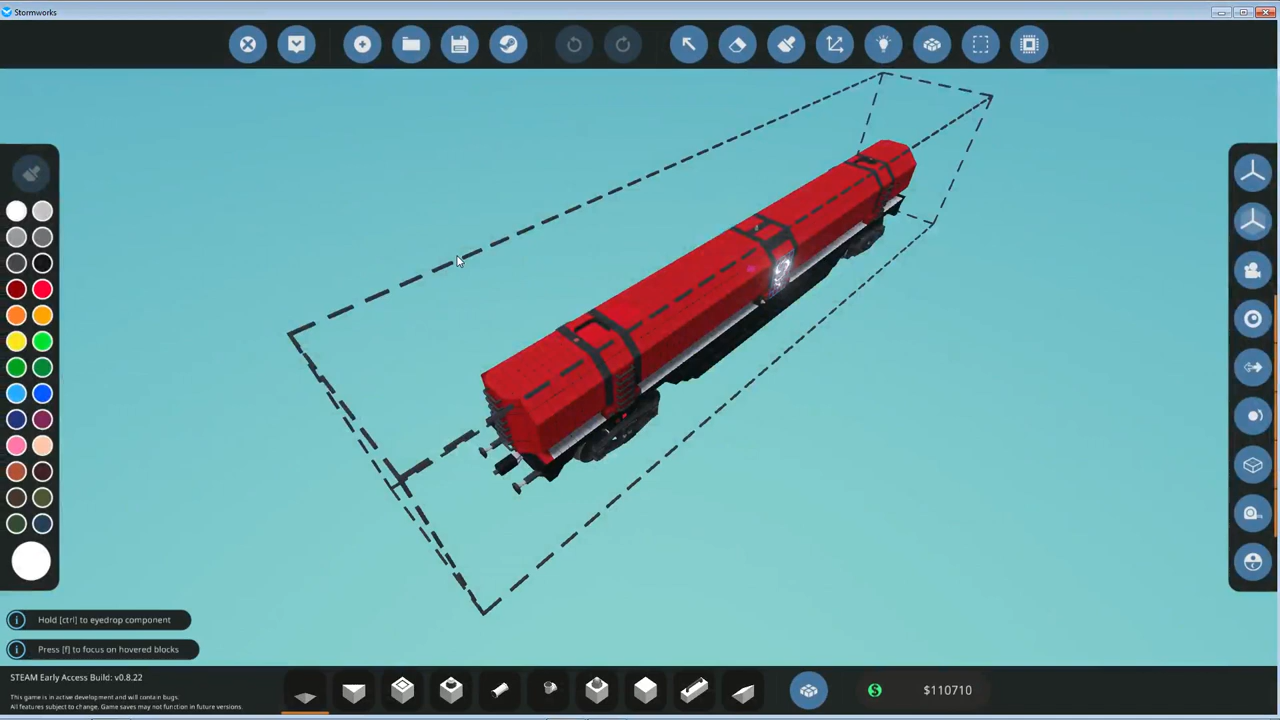 Stormworks
Hold [ctrl] to eyedrop component
Press [f] to focus on hovered blocks
STEAM Early Access Build: v0.8.22
This game is in active development and will contain bugs.
All features subject to change. Game saves may not function in future versions.
$110710